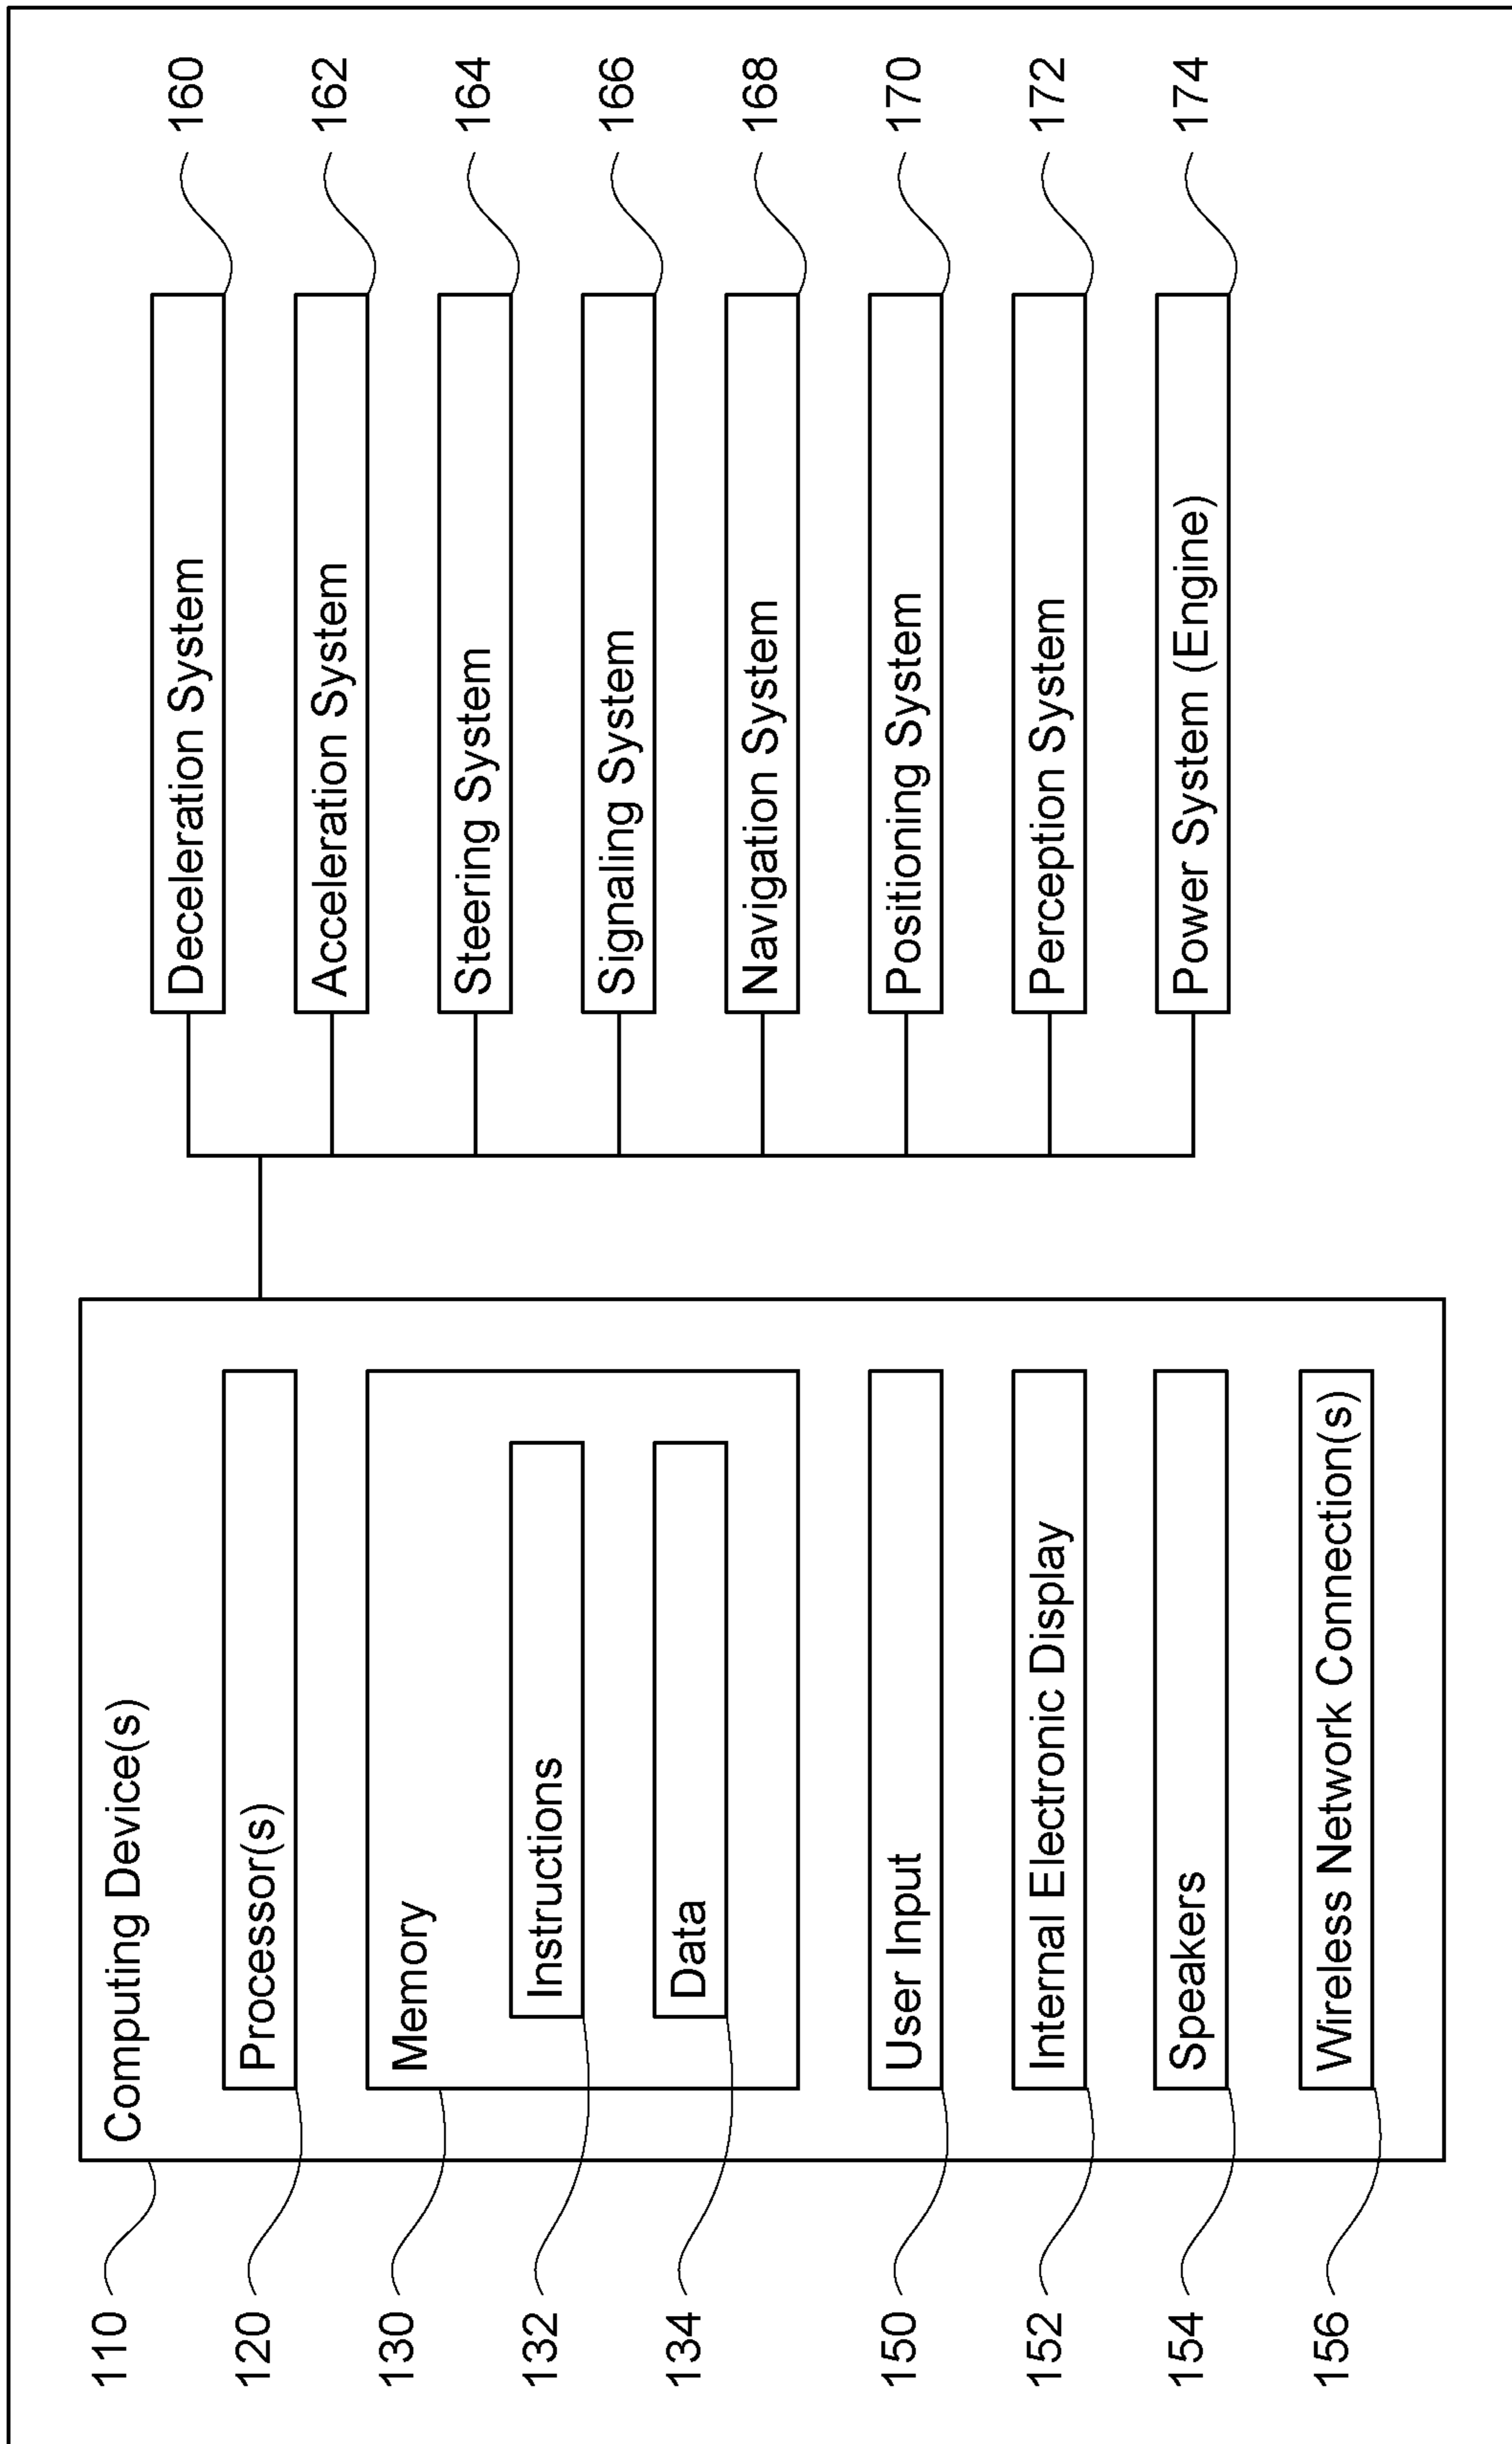 110
Computing Device(s)
120
Processor(s)
130
Memory
132
Instructions
134
Data
150
User Input
152
Internal Electronic Display
154
Speakers
156
Wireless Network Connection(s)
Deceleration System
160
Acceleration System
162
Steering System
164
Signaling System
166
Navigation System
168
Positioning System
170
Perception System
172
Power System (Engine)
174